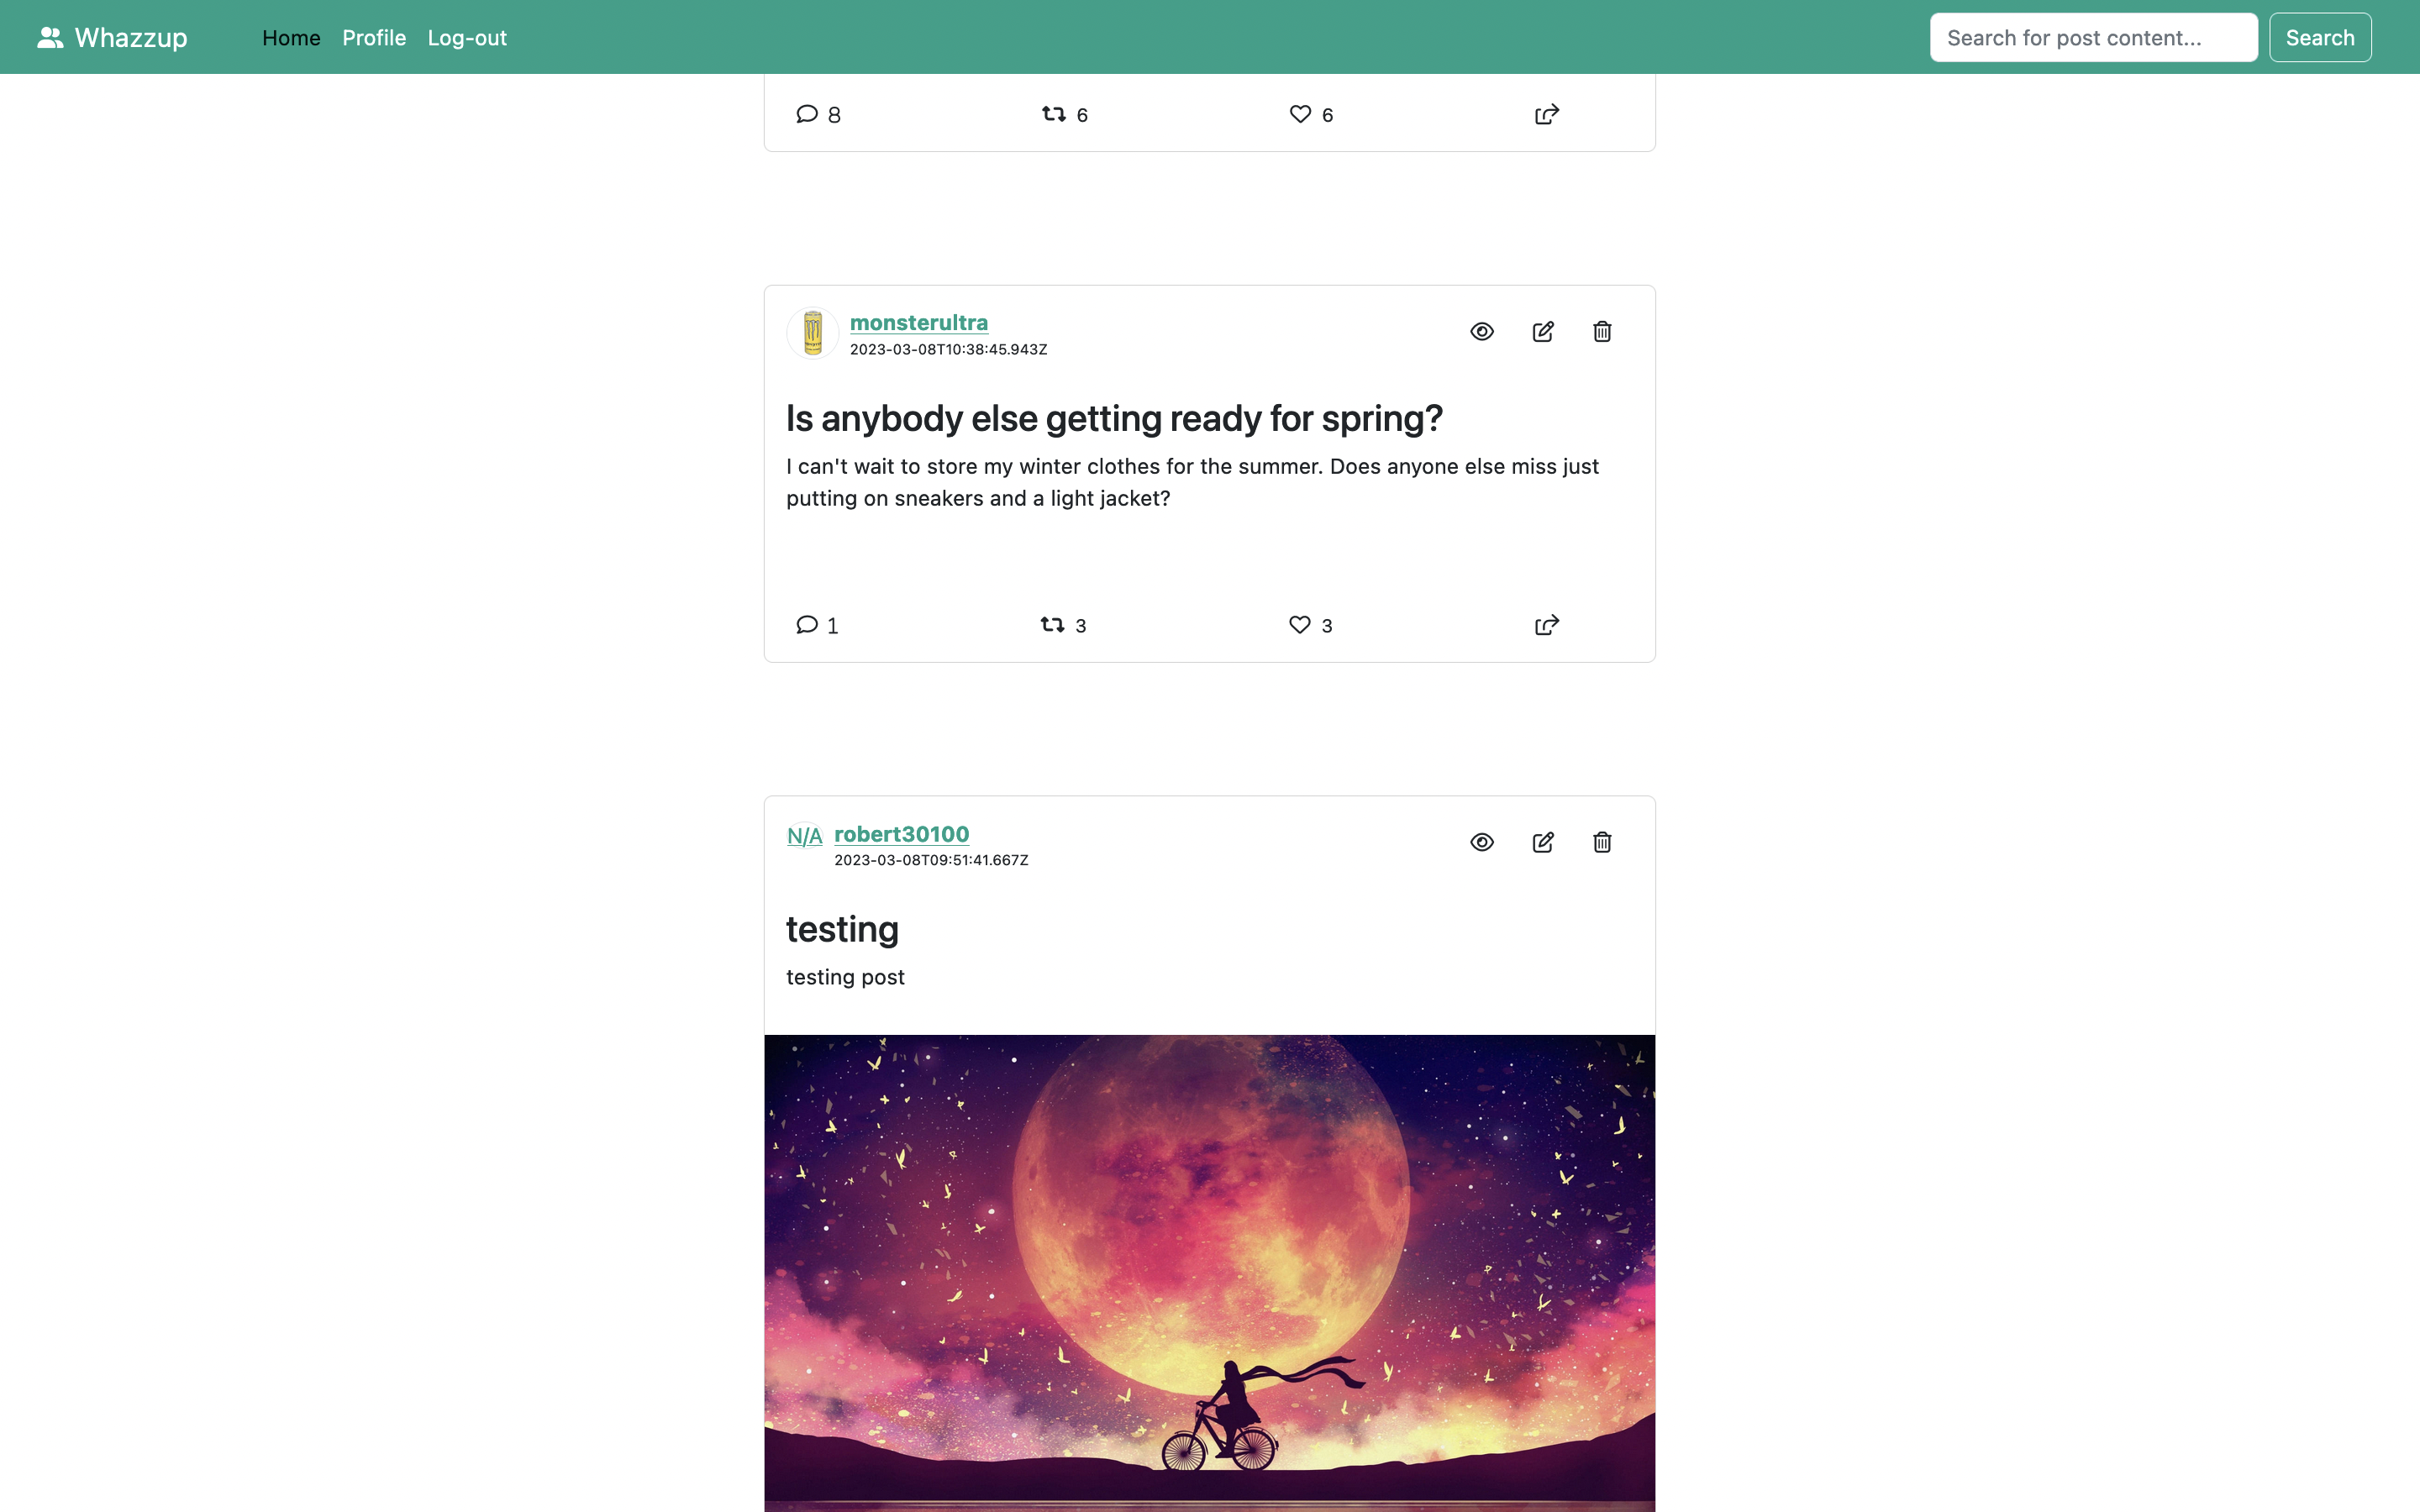 Whazzup Home Profile Log-out Search for post content... Search
8 6 6
monsterultra
2023-03-08T10:38:45.943Z
Is anybody else getting ready for spring?
I can't wait to store my winter clothes for the summer. Does anyone else miss just
putting on sneakers and a light jacket?
1 3 3
N/A robert30100
2023-03-08T09:51:41.667Z
testing
testing post